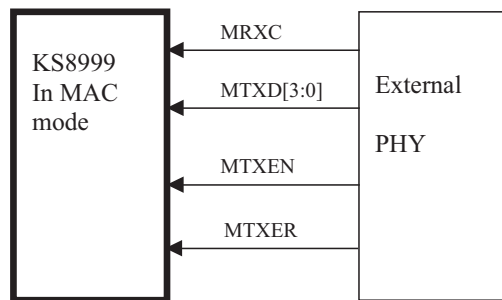 KS8999
In MAC
mode
MRXC
MTXD[3:0]
MTXEN
MTXER
External
PHY